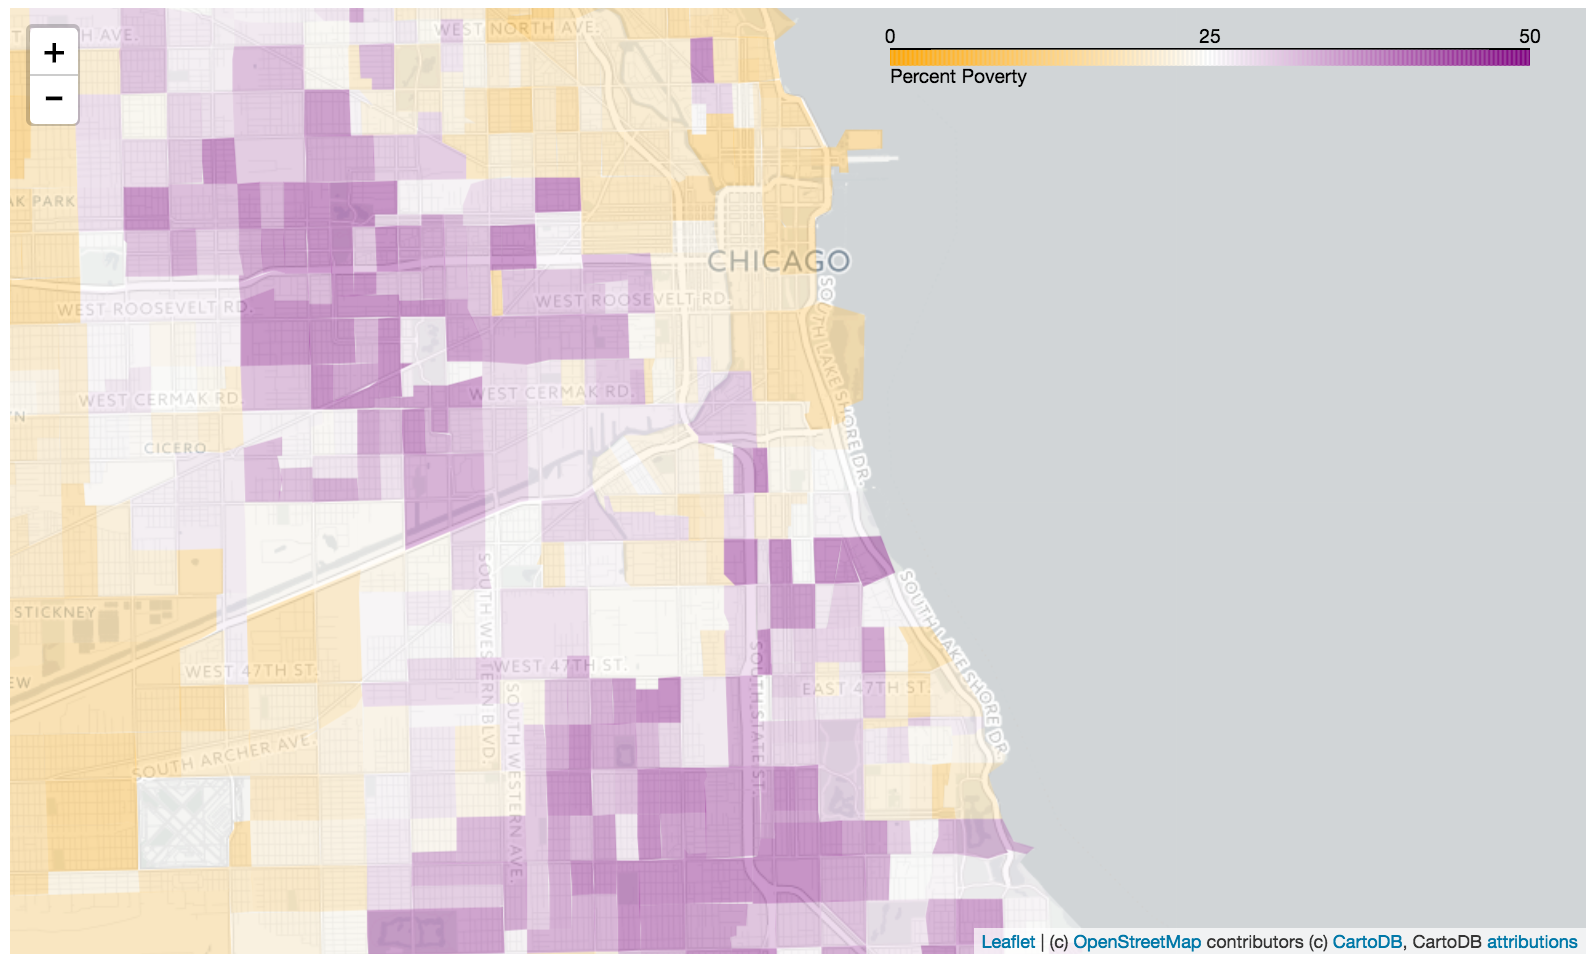 T H AVE.
WEST NORTH AVE.
+
−
0 25 50
Percent Poverty
AK PARK
CHICAGO
WEST ROOSEVELT RD.
WEST ROOSEVELT RD.
SOUTH LAKE SHORE DR.
WEST CERMAK RD.
WEST CERMAK RD.
N
CICERO
STICKNEY
SOUTH WESTERN BLVD.
SOUTH LAKE SHORE DR
WEST 47TH ST.
WEST 47TH ST.
SOUTH STATE ST.
EAST 47TH ST.
EW
SOUTH WESTERN AVE.
SOUTH ARCHER AVE.
Leaflet | (c) OpenStreetMap contributors (c) CartoDB, CartoDB attributions